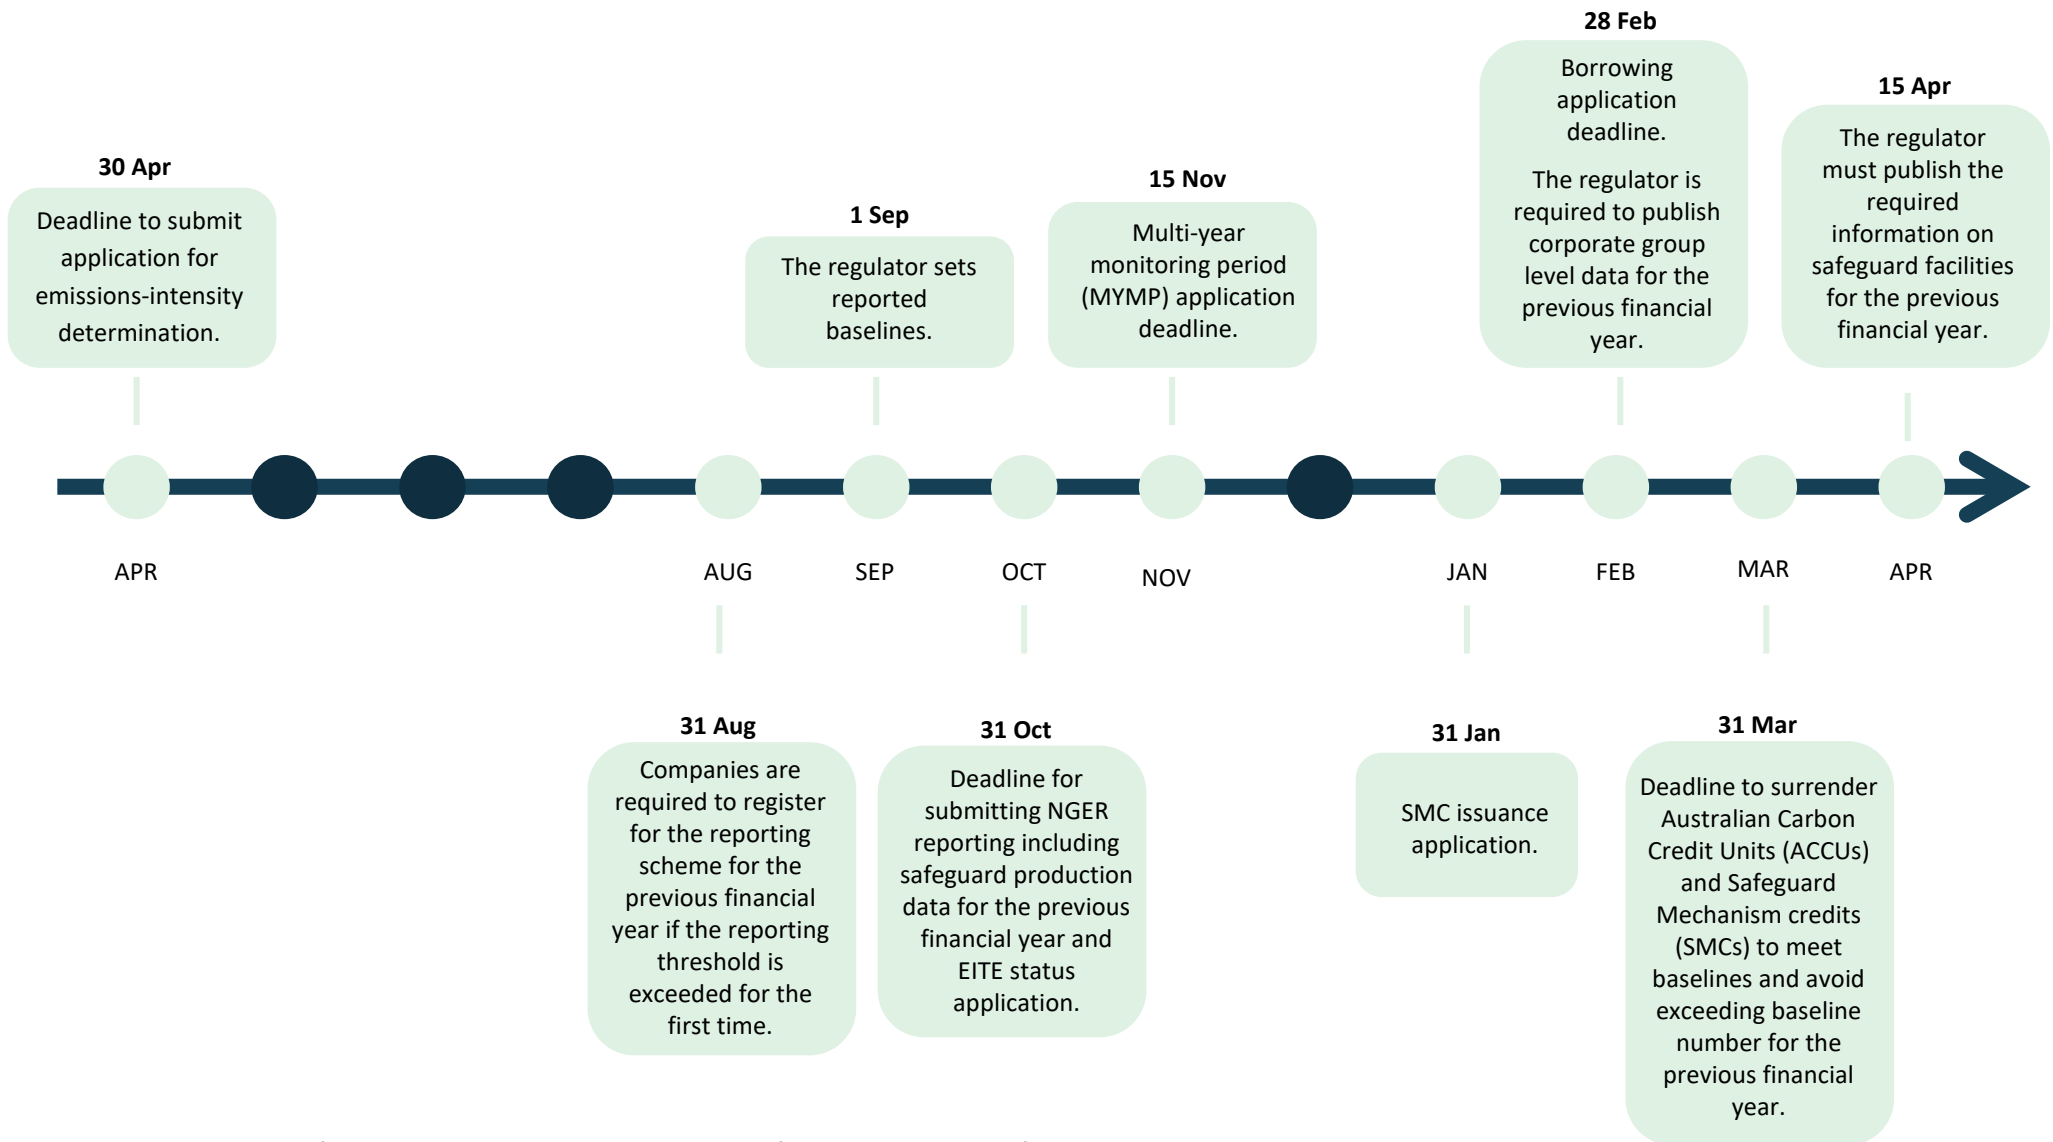 30 Apr
Deadline to submit
application for
emissions-intensity
determination.
1 Sep
The regulator sets
reported
baselines.
15 Nov
Multi-year
monitoring period
(MYMP) application
deadline.
28 Feb
Borrowing
application
deadline.
The regulator is
required to publish
corporate group
level data for the
previous financial
year.
15 Apr
The regulator
must publish the
required
information on
safeguard facilities
for the previous
financial year.
APR
AUG
SEP
OCT
NOV
JAN
FEB
MAR
APR
31 Aug
Companies are
required to register
for the reporting
scheme for the
previous financial
year if the reporting
threshold is
exceeded for the
first time.
31 Oct
Deadline for
submitting NGER
reporting including
safeguard production
data for the previous
financial year and
EITE status
application.
31 Jan
SMC issuance
application.
31 Mar
Deadline to surrender
Australian Carbon
Credit Units (ACCUs)
and Safeguard
Mechanism credits
(SMCs) to meet
baselines and avoid
exceeding baseline
number for the
previous financial
year.